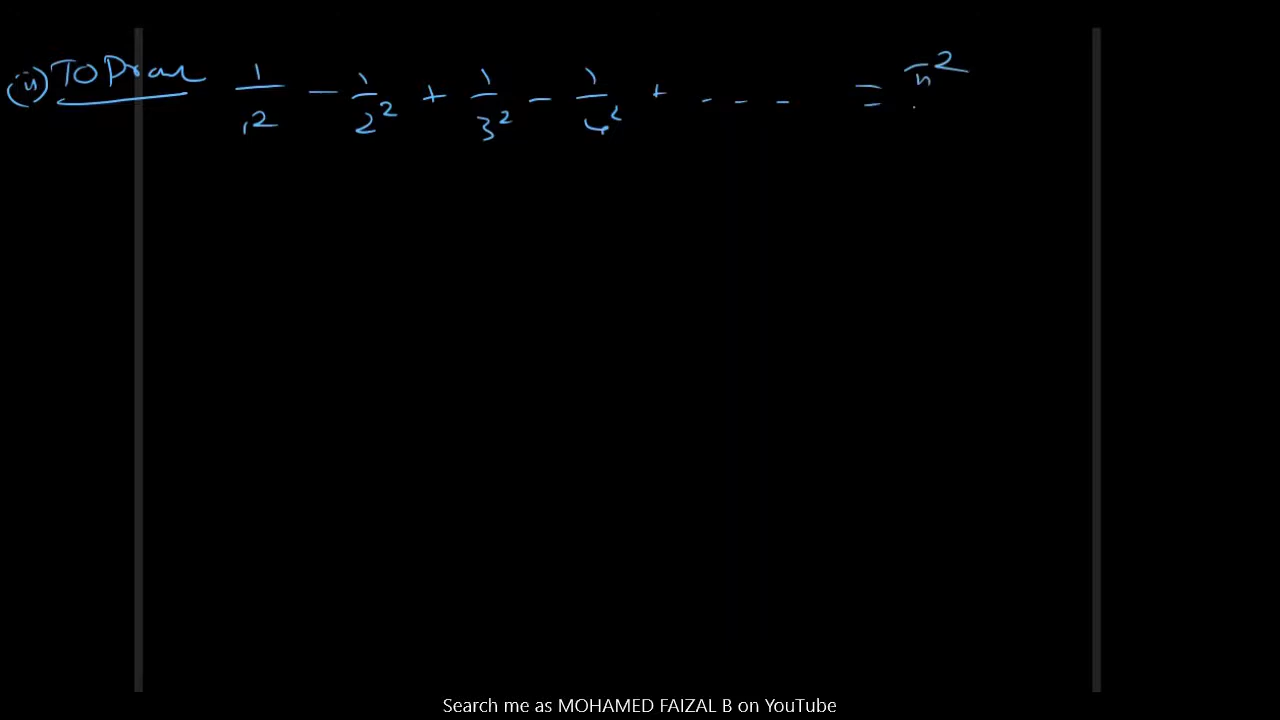 (ii) TO Prove 1/1² - 1/2² + 1/3² - 1/4² + - - - = π²
Search me as MOHAMED FAIZAL B on YouTube